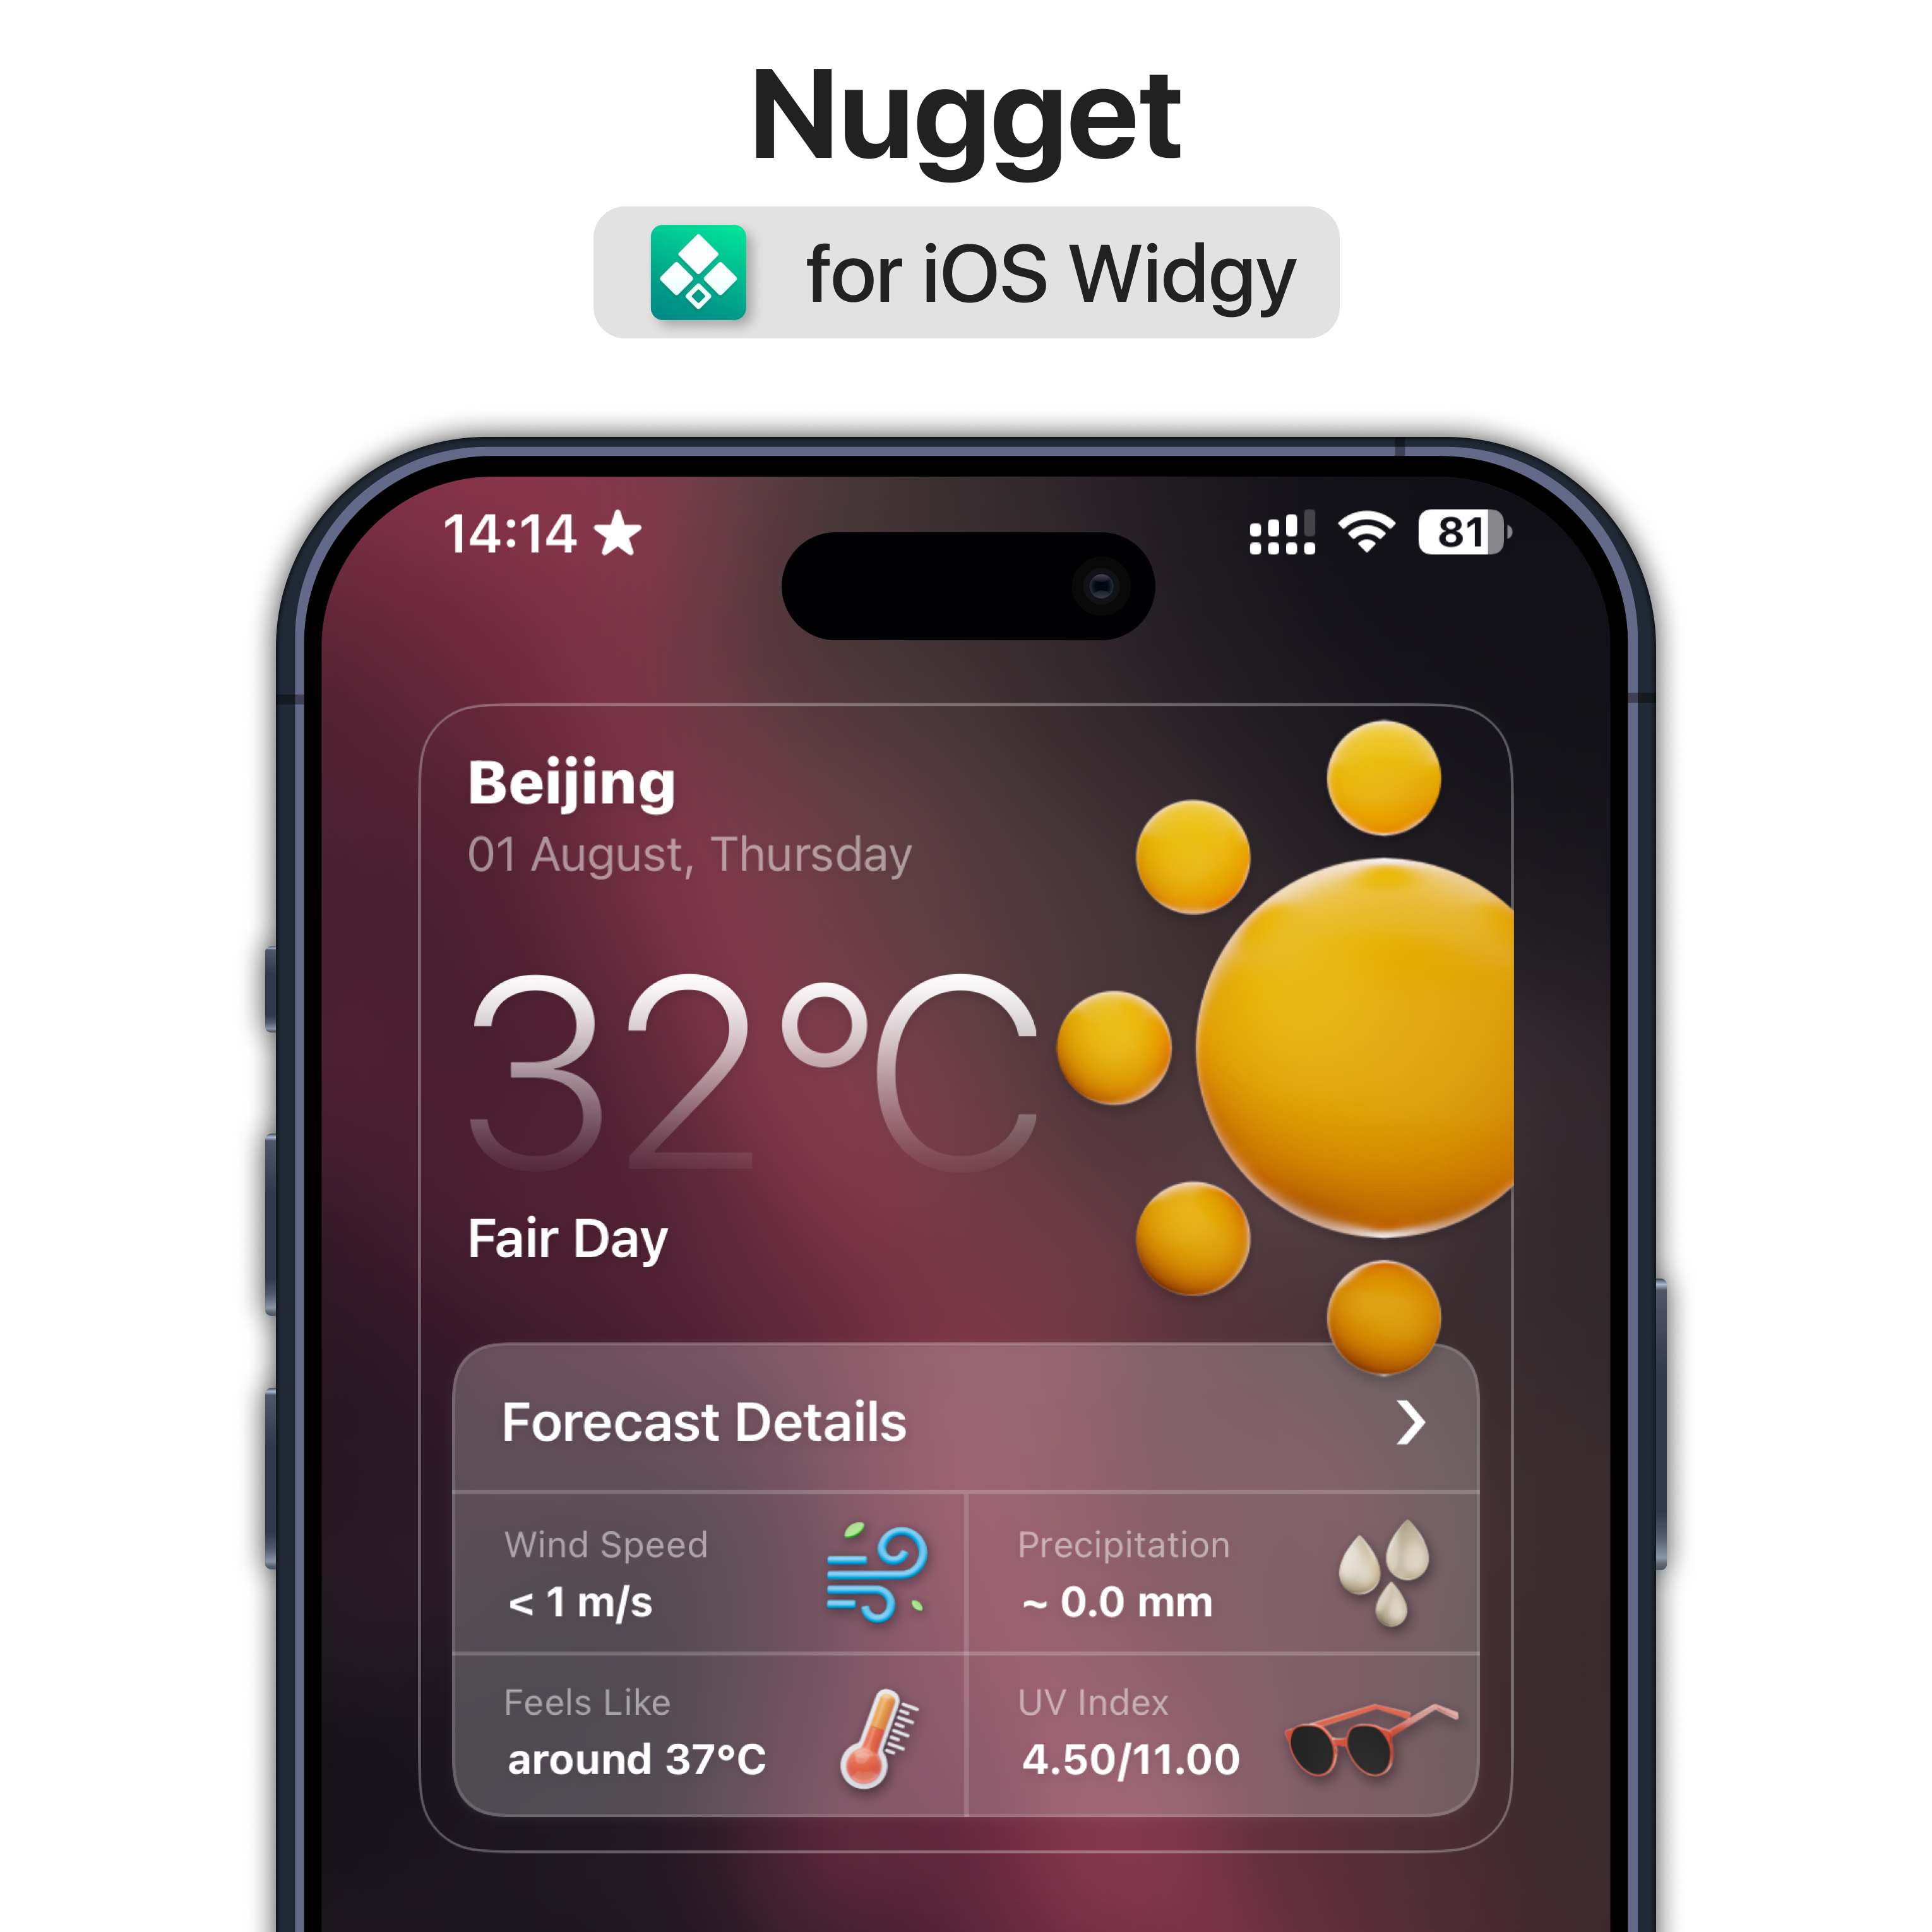 Nugget
for iOS Widgy
14:14
81
Beijing
01 August, Thursday
32°C
Fair Day
Forecast Details
Wind Speed
< 1 m/s
Precipitation
~ 0.0 mm
Feels Like
around 37°C
UV Index
4.50/11.00